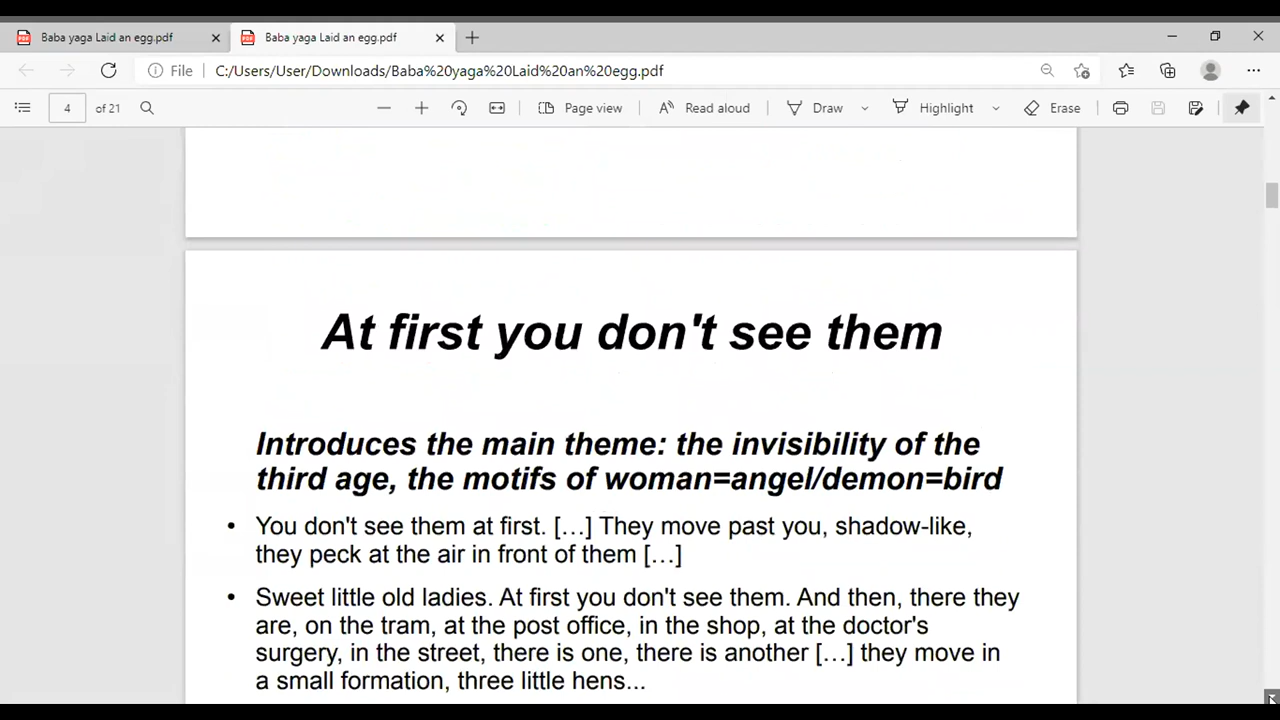 Baba yaga Laid an egg.pdf
Baba yaga Laid an egg.pdf
File
C:/Users/User/Downloads/Baba%20yaga%20Laid%20an%20egg.pdf
4 of 21
Page view
Read aloud
Draw
Highlight
Erase
At first you don't see them
Introduces the main theme: the invisibility of the
third age, the motifs of woman=angel/demon=bird
• You don't see them at first. […] They move past you, shadow-like,
they peck at the air in front of them […]
• Sweet little old ladies. At first you don't see them. And then, there they
are, on the tram, at the post office, in the shop, at the doctor's
surgery, in the street, there is one, there is another […] they move in
a small formation, three little hens...